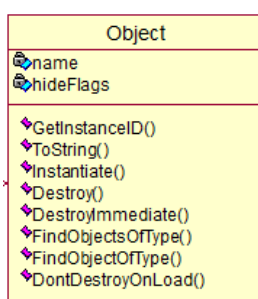 Object
name
hideFlags
GetInstanceID()
ToString()
Instantiate()
Destroy()
DestroyImmediate()
FindObjectsOfType()
FindObjectOfType()
DontDestroyOnLoad()